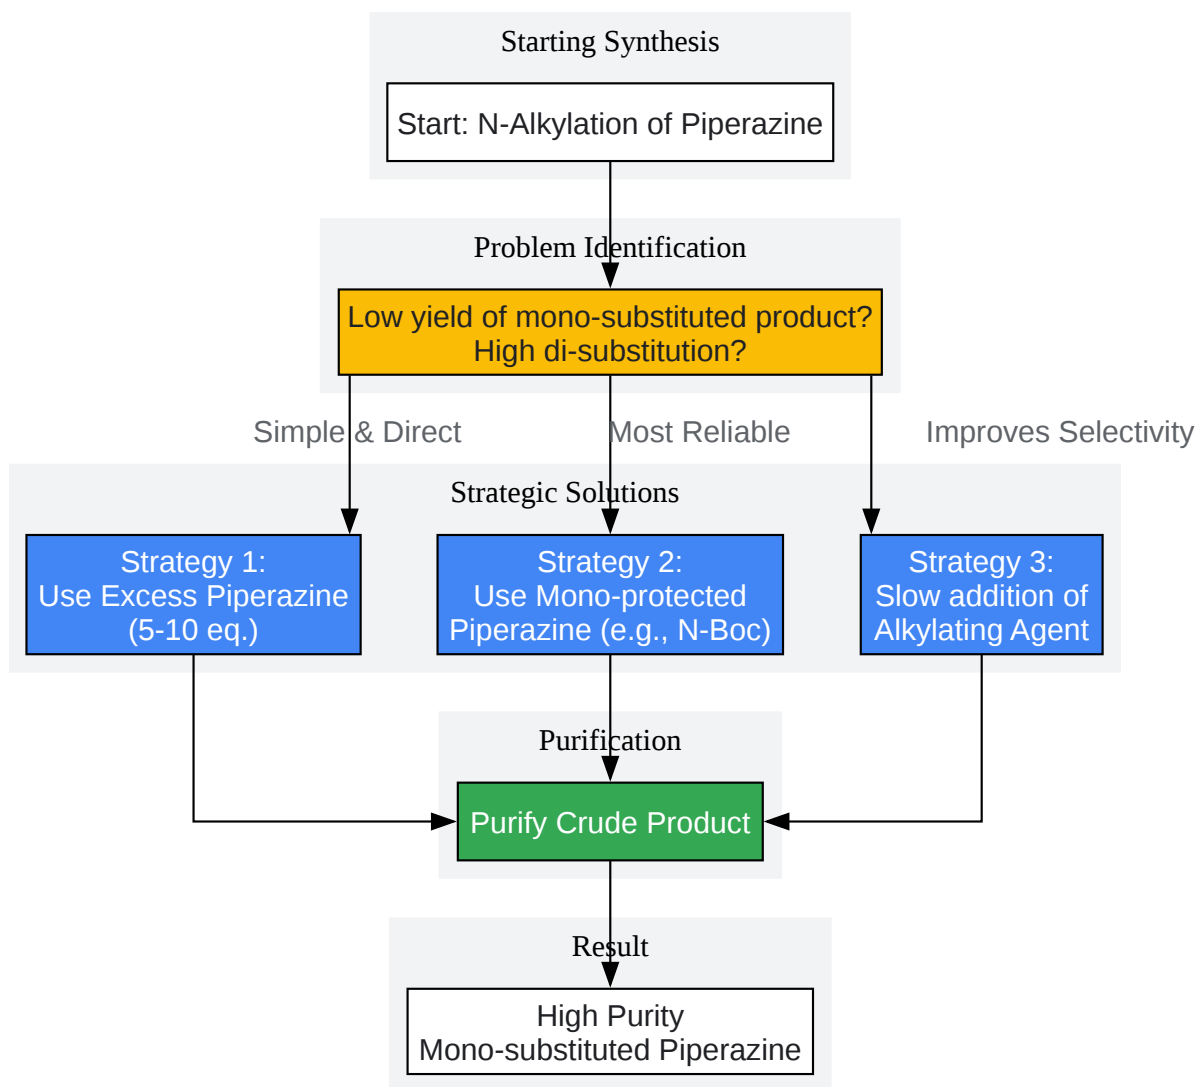 Starting Synthesis
Start: N-Alkylation of Piperazine
Problem Identification
Low yield of mono-substituted product?
High di-substitution?
Simple & Direct
Most Reliable
Improves Selectivity
Strategic Solutions
Strategy 1:
Use Excess Piperazine
(5-10 eq.)
Strategy 2:
Use Mono-protected
Piperazine (e.g., N-Boc)
Strategy 3:
Slow addition of
Alkylating Agent
Purification
Purify Crude Product
Result
High Purity
Mono-substituted Piperazine